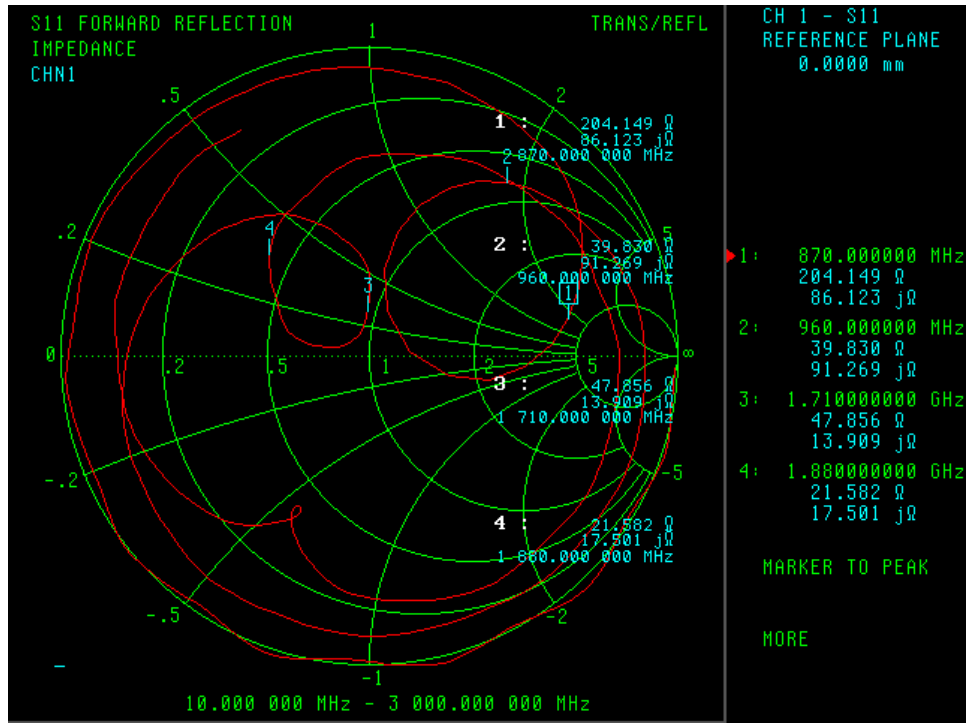 S11 FORWARD REFLECTION
TRANS/REFL
IMPEDANCE
CHN1
1
.5
2
.2
5
0
.2
.5
1
2
5
∞
-.2
-5
-.5
-2
-1
1 :
204.149 Ω
86.123 jΩ
870.000 000 MHz
2
2 :
39.830 Ω
91.269 jΩ
960.000 000 MHz
4
3
1
3 :
47.856 Ω
13.909 jΩ
1 710.000 000 MHz
4 :
21.582 Ω
17.501 jΩ
1 880.000 000 MHz
10.000 000 MHz - 3 000.000 000 MHz
CH 1 - S11
REFERENCE PLANE
0.0000 mm
1: 870.000000 MHz
204.149 Ω
86.123 jΩ
2: 960.000000 MHz
39.830 Ω
91.269 jΩ
3: 1.710000000 GHz
47.856 Ω
13.909 jΩ
4: 1.880000000 GHz
21.582 Ω
17.501 jΩ
MARKER TO PEAK
MORE